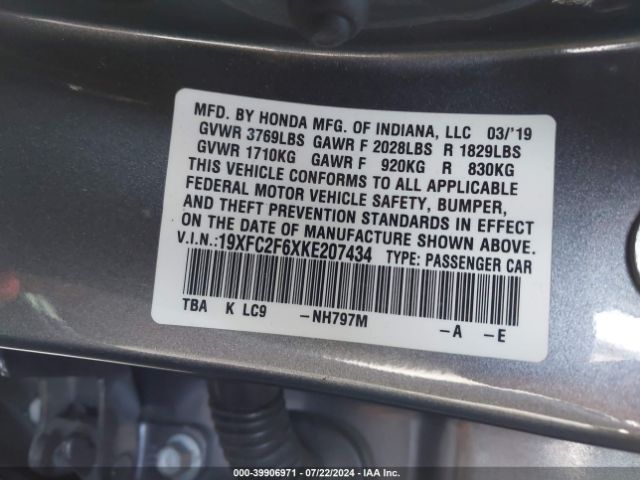 MFD. BY HONDA MFG. OF INDIANA, LLC 03/'19
GVWR 3769LBS GAWR F 2028LBS R 1829LBS
GVWR 1710KG GAWR F 920KG R 830KG
THIS VEHICLE CONFORMS TO ALL APPLICABLE
FEDERAL MOTOR VEHICLE SAFETY, BUMPER,
AND THEFT PREVENTION STANDARDS IN EFFECT
ON THE DATE OF MANUFACTURE SHOWN ABOVE.
V.I.N.:19XFC2F6XKE207434 TYPE: PASSENGER CAR
TBA K LC9 -NH797M -A -E
000-39906971 - 07/22/2024 - IAA Inc.